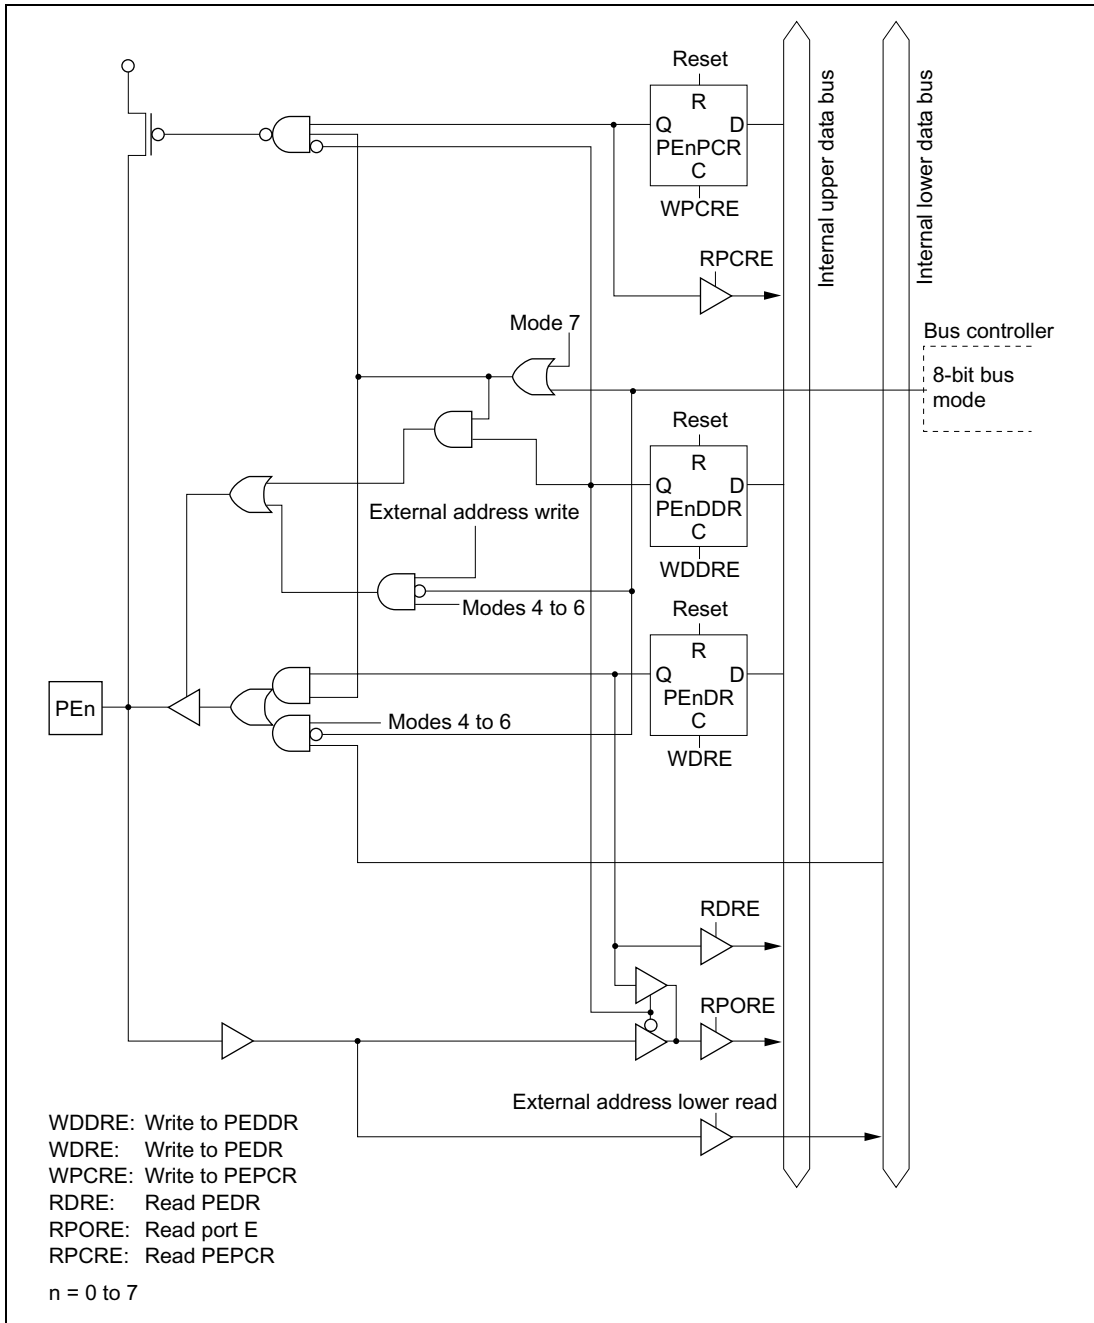 Reset
R
Q D
PEnPCR
C
WPCRE
Internal upper data bus
Internal lower data bus
RPCRE
Mode 7
Bus controller
8-bit bus
mode
Reset
R
Q D
PEnDDR
C
WDDRE
External address write
Modes 4 to 6
Reset
R
Q D
PEnDR
C
WDRE
PEn
Modes 4 to 6
RDRE
RPORE
External address lower read
WDDRE: Write to PEDDR
WDRE: Write to PEDR
WPCRE: Write to PEPCR
RDRE: Read PEDR
RPORE: Read port E
RPCRE: Read PEPCR
n = 0 to 7